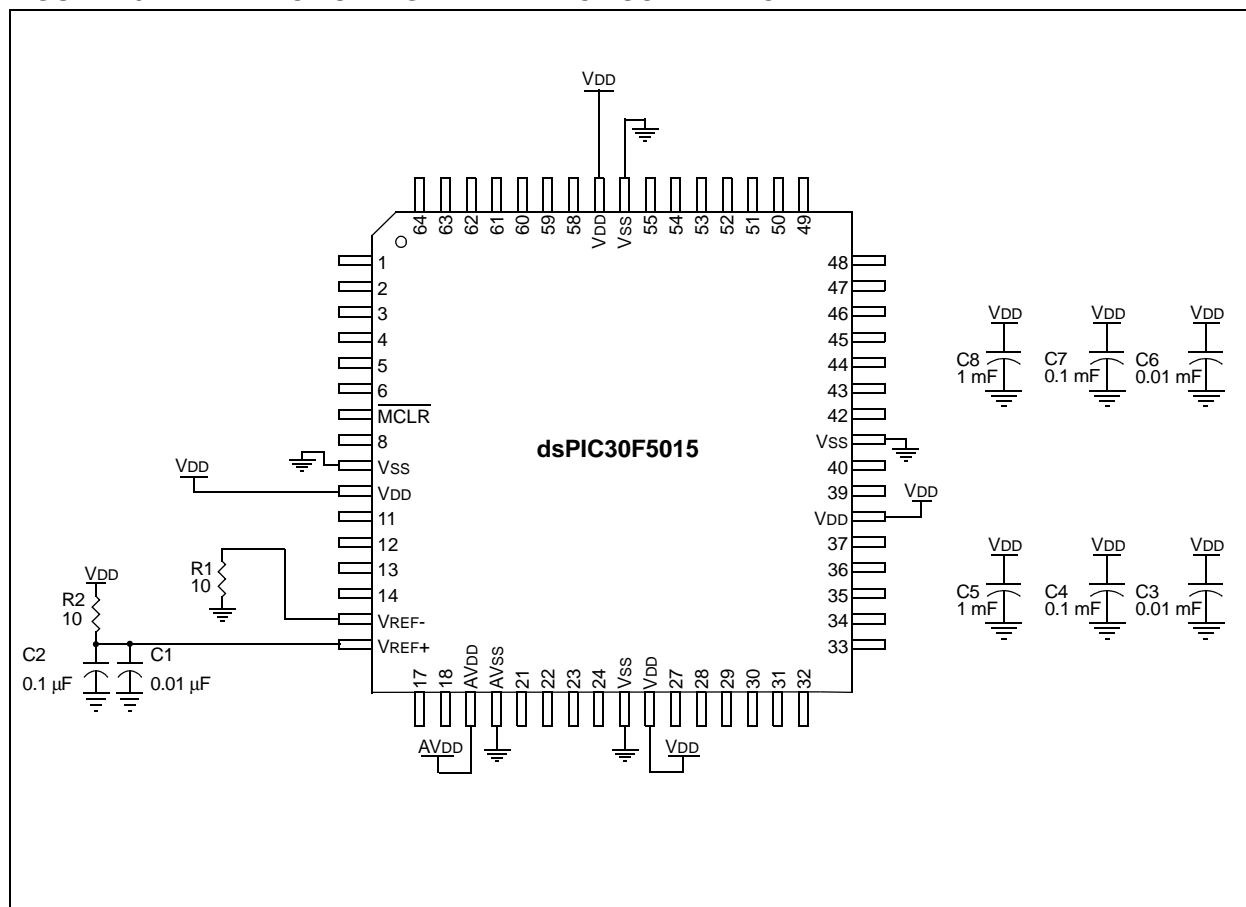 VDD
64 63 62 61 60 59 58 VDD VSS 55 54 53 52 51 50 49
1
2
3
4
5
6
MCLR
8
VSS
VDD
VDD
11
12
13
14
VREF-
VREF+
R1
10
VDD
R2
10
C2
0.1 µF
C1
0.01 µF
dsPIC30F5015
48
47
46
45
44
43
42
VSS
40
39
VDD
VDD
37
36
35
34
33
17 18 AVDD AVSS 21 22 23 24 VSS VDD 27 28 29 30 31 32
AVDD
VDD
VDD
C8
1 mF
VDD
C7
0.1 mF
VDD
C6
0.01 mF
VDD
C5
1 mF
VDD
C4
0.1 mF
VDD
C3
0.01 mF